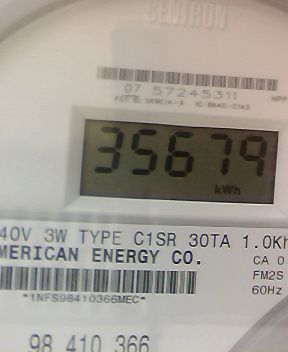 CENTRON
07 57245311
35679
kWh
40V 3W TYPE C1SR 30TA 1.0Kh
MERICAN ENERGY CO.
CA 0
FM2S
60Hz
*1NFS98410366MEC*
98 410 366